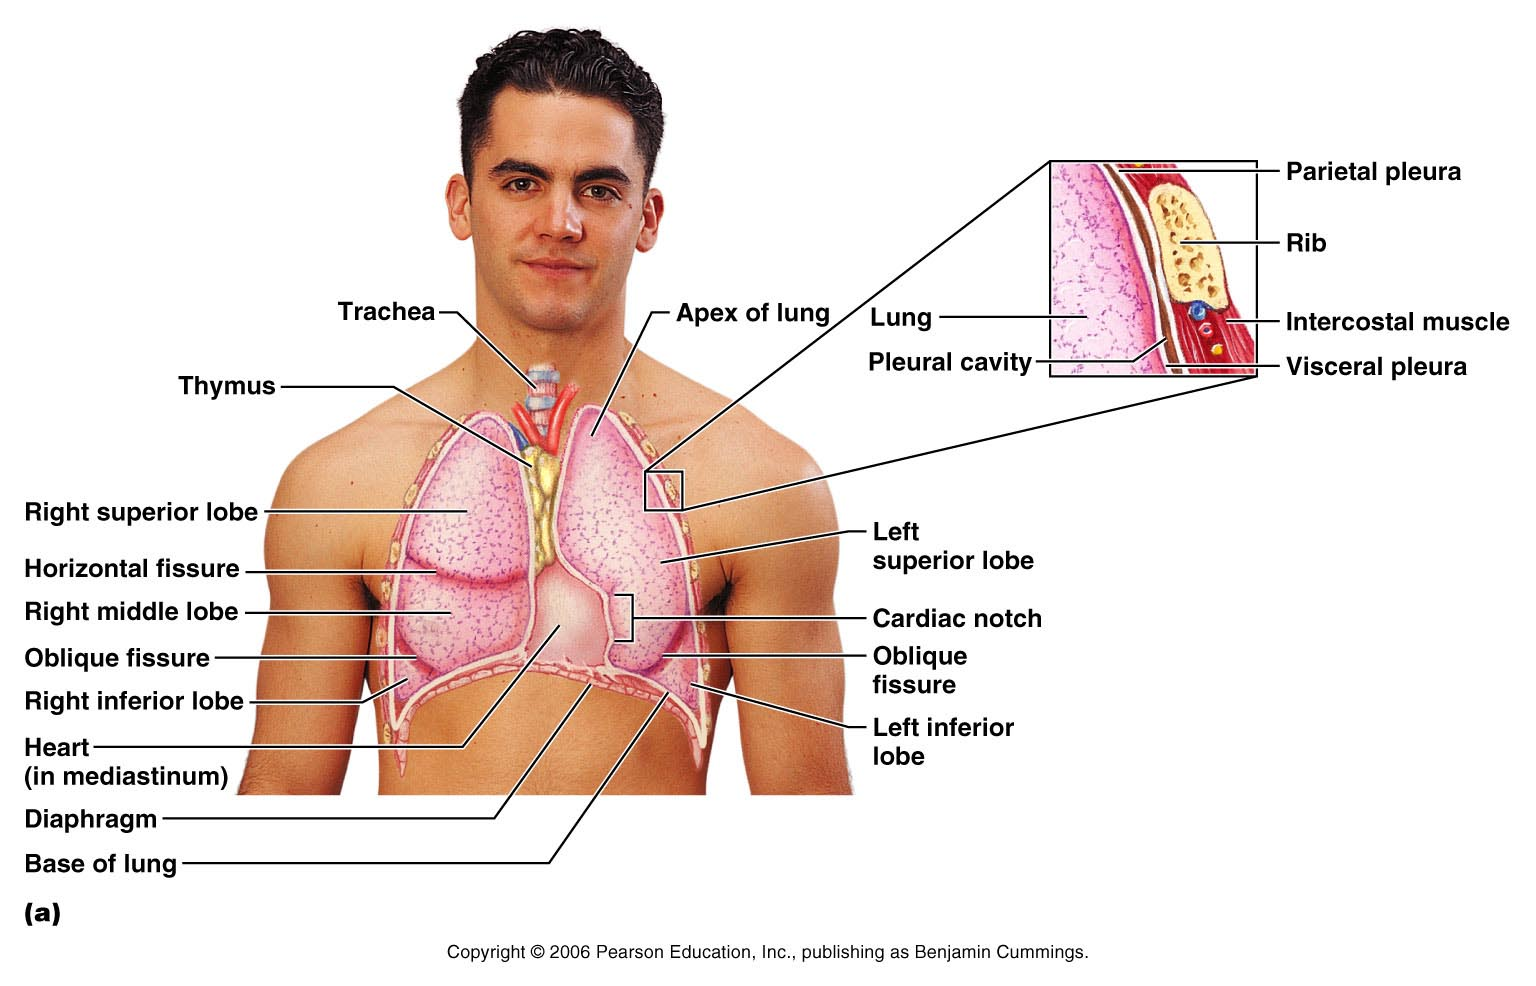 Parietal pleura
Rib
Trachea
Apex of lung
Lung
Intercostal muscle
Pleural cavity
Visceral pleura
Thymus
Right superior lobe
Left
superior lobe
Horizontal fissure
Right middle lobe
Cardiac notch
Oblique fissure
Oblique
fissure
Right inferior lobe
Left inferior
lobe
Heart
(in mediastinum)
Diaphragm
Base of lung
(a)
Copyright © 2006 Pearson Education, Inc., publishing as Benjamin Cummings.